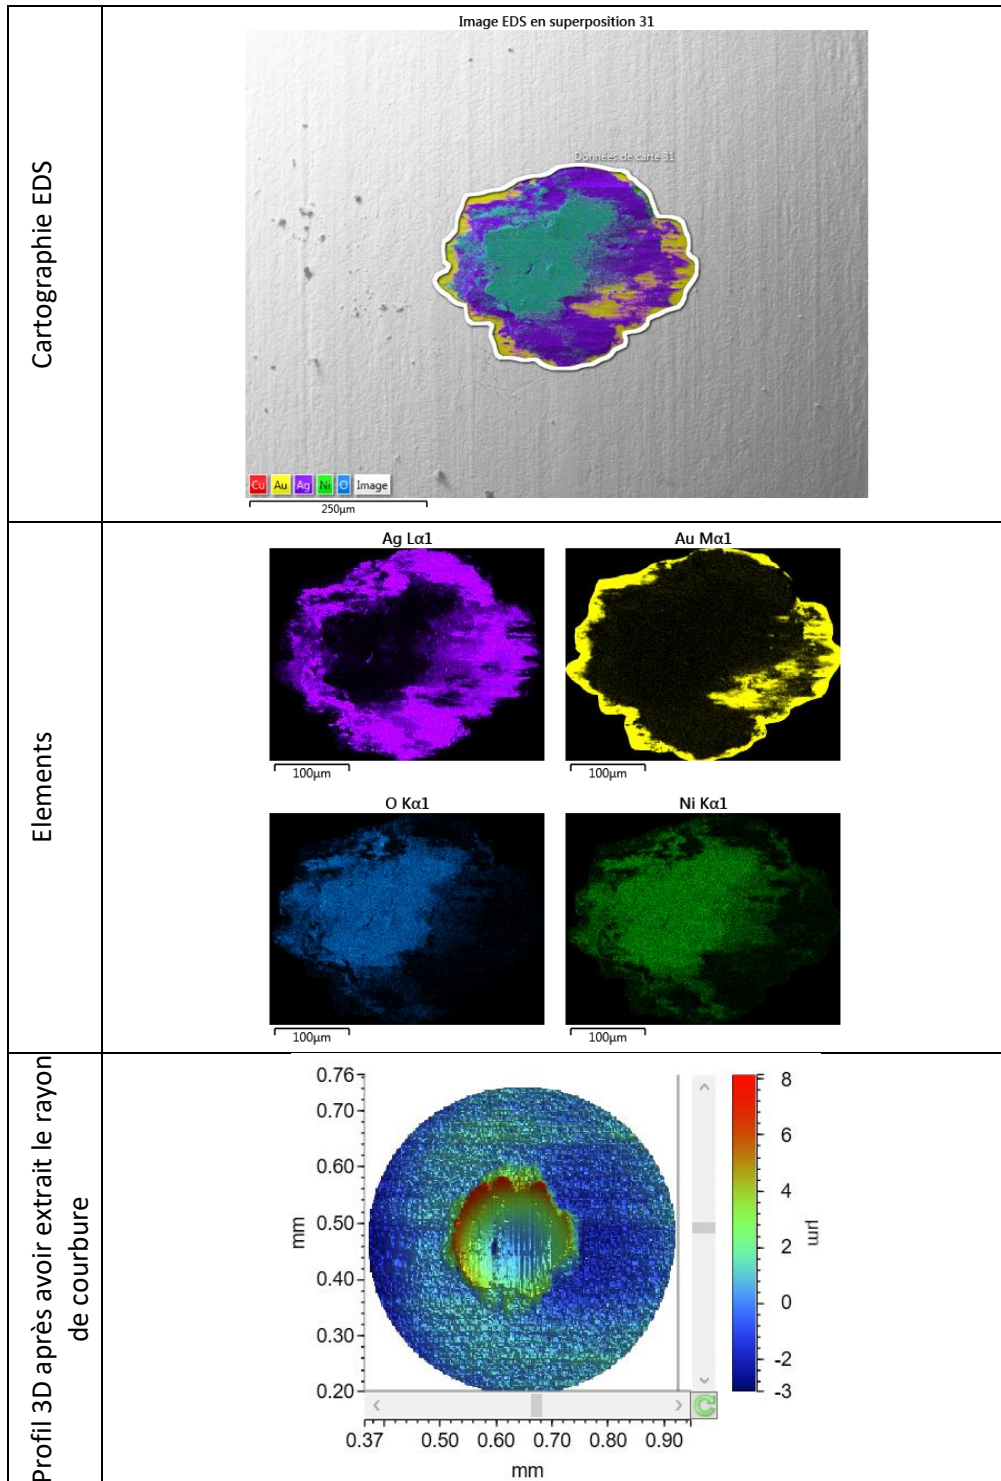 Cartographie EDS
Image EDS en superposition 31
Données de carte 31
Cu Au Ag Ni O Image
250µm
Elements
Ag Lα1
Au Mα1
100µm
100µm
O Kα1
Ni Kα1
100µm
100µm
Profil 3D après avoir extrait le rayon
de courbure
0.76
0.70
0.60
0.50
0.40
0.30
0.20
mm
0.37 0.50 0.60 0.70 0.80 0.90
mm
8
6
4
2
0
-2
-3
µm